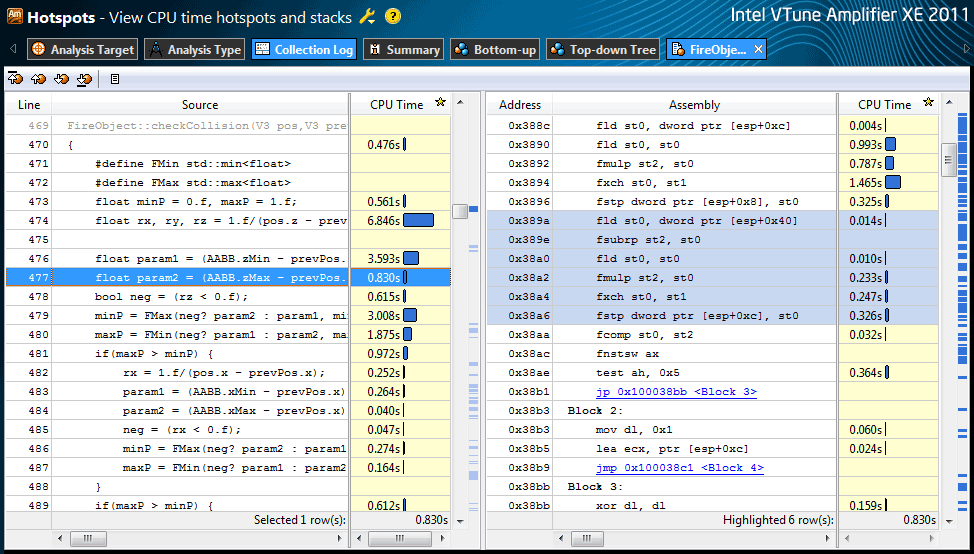 Am Hotspots - View CPU time hotspots and stacks ?
Intel VTune Amplifier XE 2011
Analysis Target Analysis Type Collection Log Summary Bottom-up Top-down Tree FireObje...
Line Source CPU Time
469 FireObject::checkCollision(V3 pos,V3 pre
470 { 0.476s
471 #define FMin std::min<float>
472 #define FMax std::max<float>
473 float minP = 0.f, maxP = 1.f; 0.561s
474 float rx, ry, rz = 1.f/(pos.z - prev 6.846s
475
476 float param1 = (AABB.zMin - prevPos. 3.593s
477 float param2 = (AABB.zMax - prevPos. 0.830s
478 bool neg = (rz < 0.f); 0.615s
479 minP = FMax(neg? param2 : param1, mi 3.008s
480 maxP = FMin(neg? param1 : param2, ma 1.875s
481 if(maxP > minP) { 0.972s
482 rx = 1.f/(pos.x - prevPos.x); 0.252s
483 param1 = (AABB.xMin - prevPos.x) 0.264s
484 param2 = (AABB.xMax - prevPos.x) 0.040s
485 neg = (rx < 0.f); 0.047s
486 minP = FMax(neg? param2 : param1 0.274s
487 maxP = FMin(neg? param1 : param2 0.164s
488 }
489 if(maxP > minP) { 0.612s
Selected 1 row(s): 0.830s
Address Assembly CPU Time
0x388c fld st0, dword ptr [esp+0xc] 0.004s
0x3890 fld st0, st0 0.993s
0x3892 fmulp st2, st0 0.787s
0x3894 fxch st0, st1 1.465s
0x3896 fstp dword ptr [esp+0x8], st0 0.325s
0x389a fld st0, dword ptr [esp+0x40] 0.014s
0x389e fsubrp st2, st0
0x38a0 fld st0, st0 0.010s
0x38a2 fmulp st2, st0 0.233s
0x38a4 fxch st0, st1 0.247s
0x38a6 fstp dword ptr [esp+0xc], st0 0.326s
0x38aa fcomp st0, st2 0.032s
0x38ac fnstsw ax
0x38ae test ah, 0x5 0.364s
0x38b1 jp 0x100038bb <Block 3>
0x38b3 Block 2:
0x38b3 mov dl, 0x1 0.060s
0x38b5 lea ecx, ptr [esp+0xc] 0.024s
0x38b9 jmp 0x100038c1 <Block 4>
0x38bb Block 3:
0x38bb xor dl, dl 0.159s
Highlighted 6 row(s): 0.830s